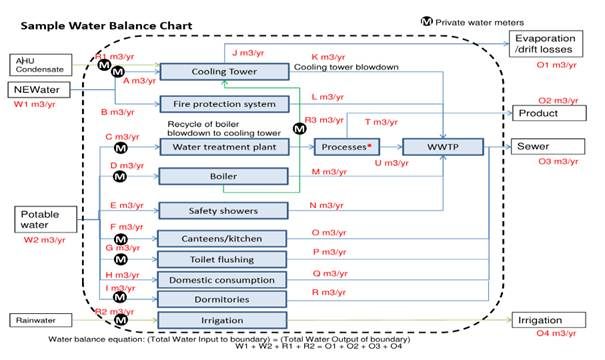 Sample Water Balance Chart
M Private water meters
J m3/yr
K m3/yr
Evaporation
/drift losses
O1 m3/yr
AHU
Condensate
R1 m3/yr
M
M
A m3/yr
Cooling Tower
Cooling tower blowdown
NEWater
W1 m3/yr
B m3/yr
Fire protection system
L m3/yr
Recycle of boiler
blowdown to cooling tower
M
R3 m3/yr
T m3/yr
O2 m3/yr
Product
C m3/yr
M
Water treatment plant
Processes*
WWTP
Sewer
O3 m3/yr
U m3/yr
D m3/yr
M
Boiler
M m3/yr
Potable
water
W2 m3/yr
E m3/yr
Safety showers
N m3/yr
F m3/yr
M
Canteens/kitchen
O m3/yr
G m3/yr
M
Toilet flushing
P m3/yr
H m3/yr
Domestic consumption
Q m3/yr
I m3/yr
M
Dormitories
R m3/yr
Rainwater
R2 m3/yr
M
Irrigation
Irrigation
O4 m3/yr
Water balance equation: (Total Water Input to boundary) = (Total Water Output of boundary)
W1 + W2 + R1 + R2 = O1 + O2 + O3 + O4